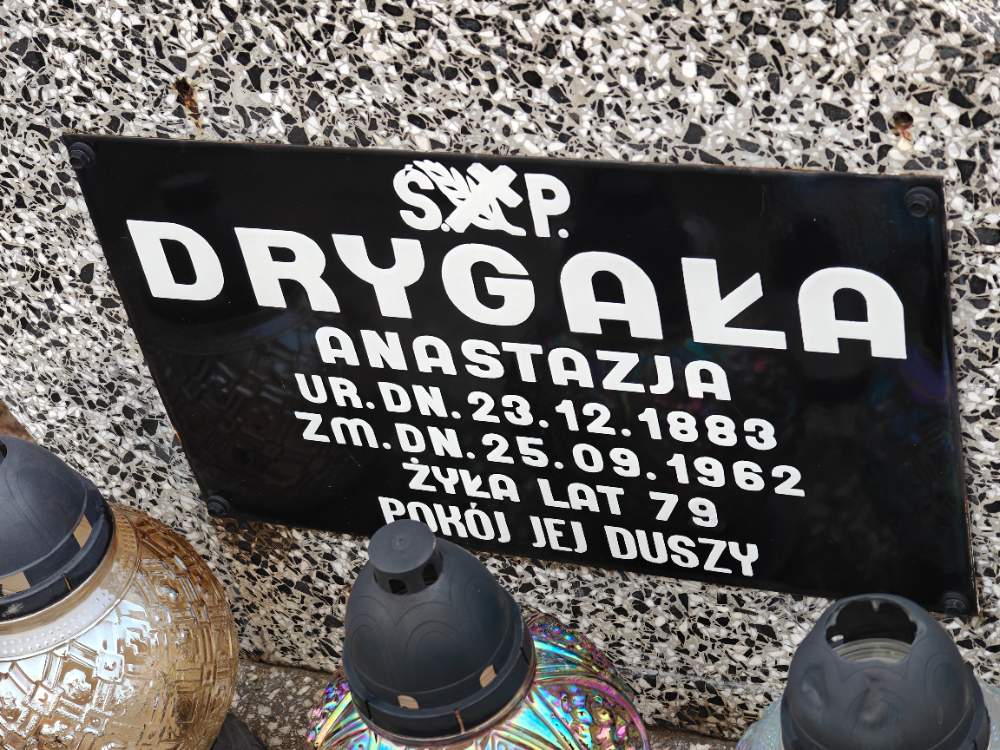 Ś. P.
DRYGAŁA
ANASTAZJA
UR. DN. 23.12.1883
ZM. DN. 25.09.1962
ŻYŁA LAT 79
POKÓJ JEJ DUSZY